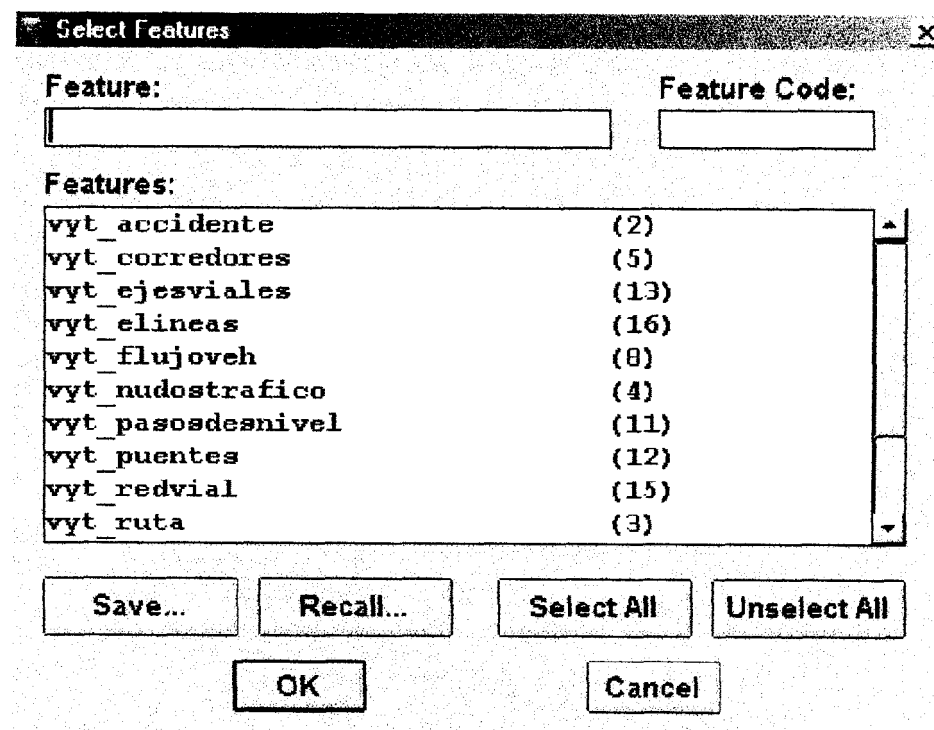 Select Features
Feature: Feature Code:
Features:
vyt_accidente (2)
vyt_corredores (5)
vyt_ejesviales (13)
vyt_elineas (16)
vyt_flujoveh (8)
vyt_nudostrafico (4)
vyt_pasosdesnivel (11)
vyt_puentes (12)
vyt_redvial (15)
vyt_ruta (3)
Save... Recall... Select All Unselect All
OK Cancel